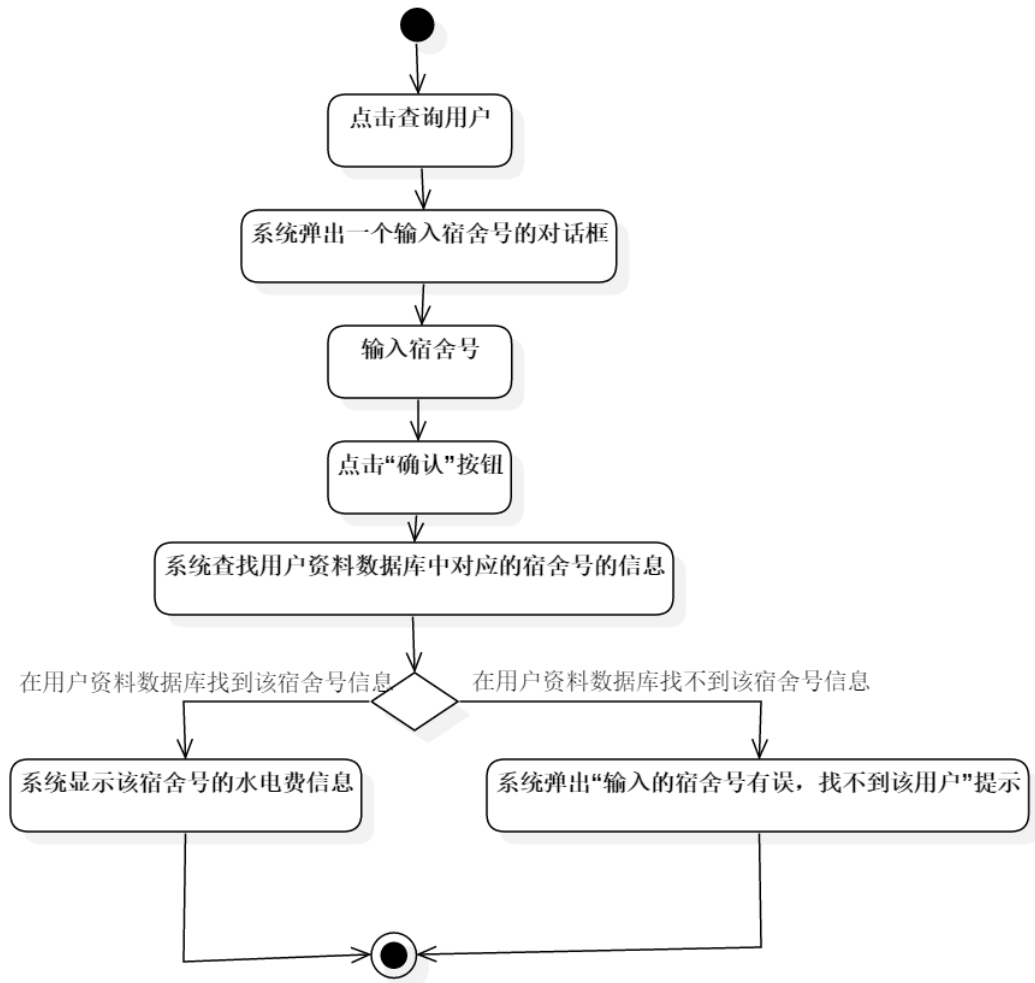 点击查询用户
系统弹出一个输入宿舍号的对话框
输入宿舍号
点击“确认”按钮
系统查找用户资料数据库中对应的宿舍号的信息
在用户资料数据库找到该宿舍号信息
在用户资料数据库找不到该宿舍号信息
系统显示该宿舍号的水电费信息
系统弹出“输入的宿舍号有误，找不到该用户”提示